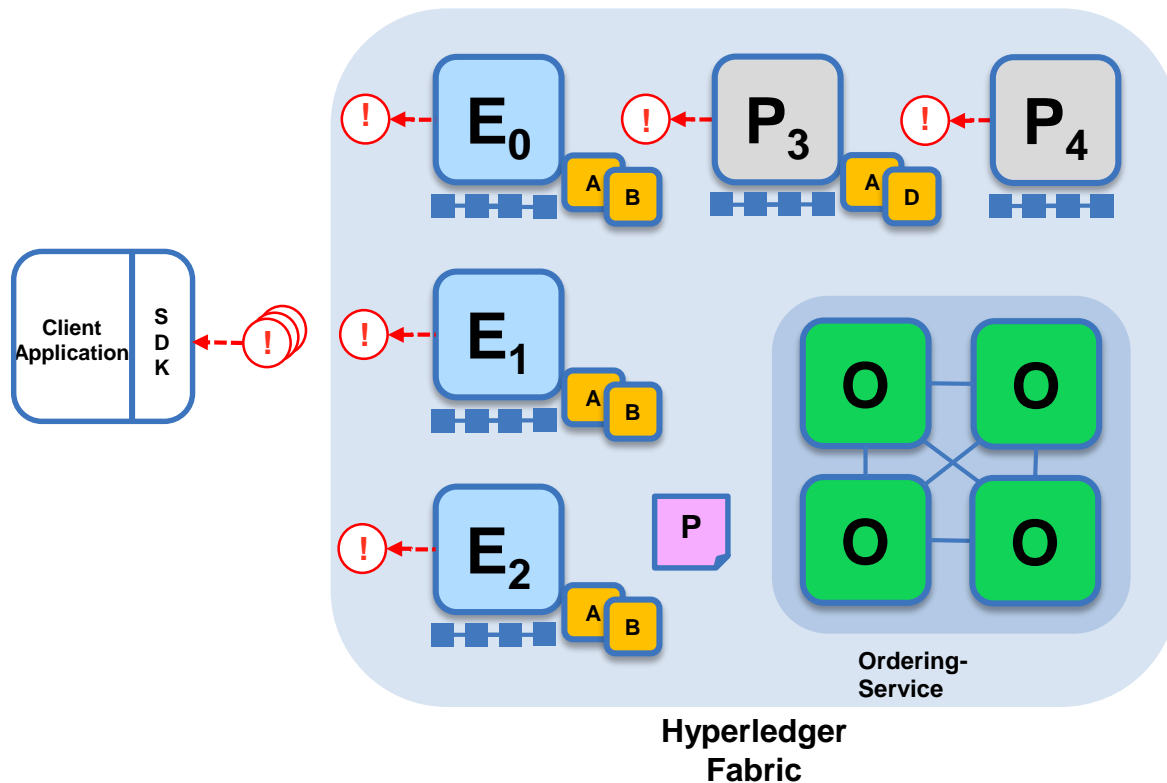 ! E0 ! P3 ! P4
A B A D
Client Application
S
D
K
!
! E1
A B
O O
! E2
P
O O
A B
Ordering-
Service
Hyperledger
Fabric